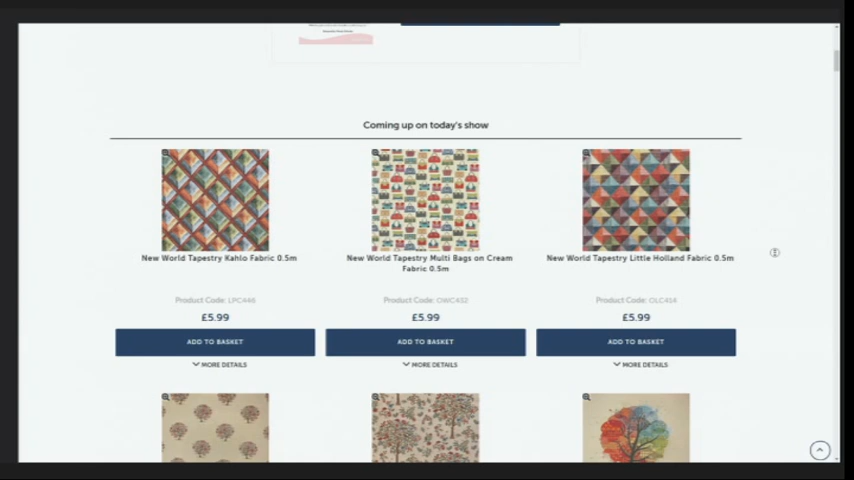 Coming up on today's show
New World Tapestry Kahlo Fabric 0.5m
New World Tapestry Multi Bags on Cream
Fabric 0.5m
New World Tapestry Little Holland Fabric 0.5m
Product Code: LPC446
Product Code: OWC432
Product Code: OLC414
£5.99
£5.99
£5.99
ADD TO BASKET
ADD TO BASKET
ADD TO BASKET
MORE DETAILS
MORE DETAILS
MORE DETAILS